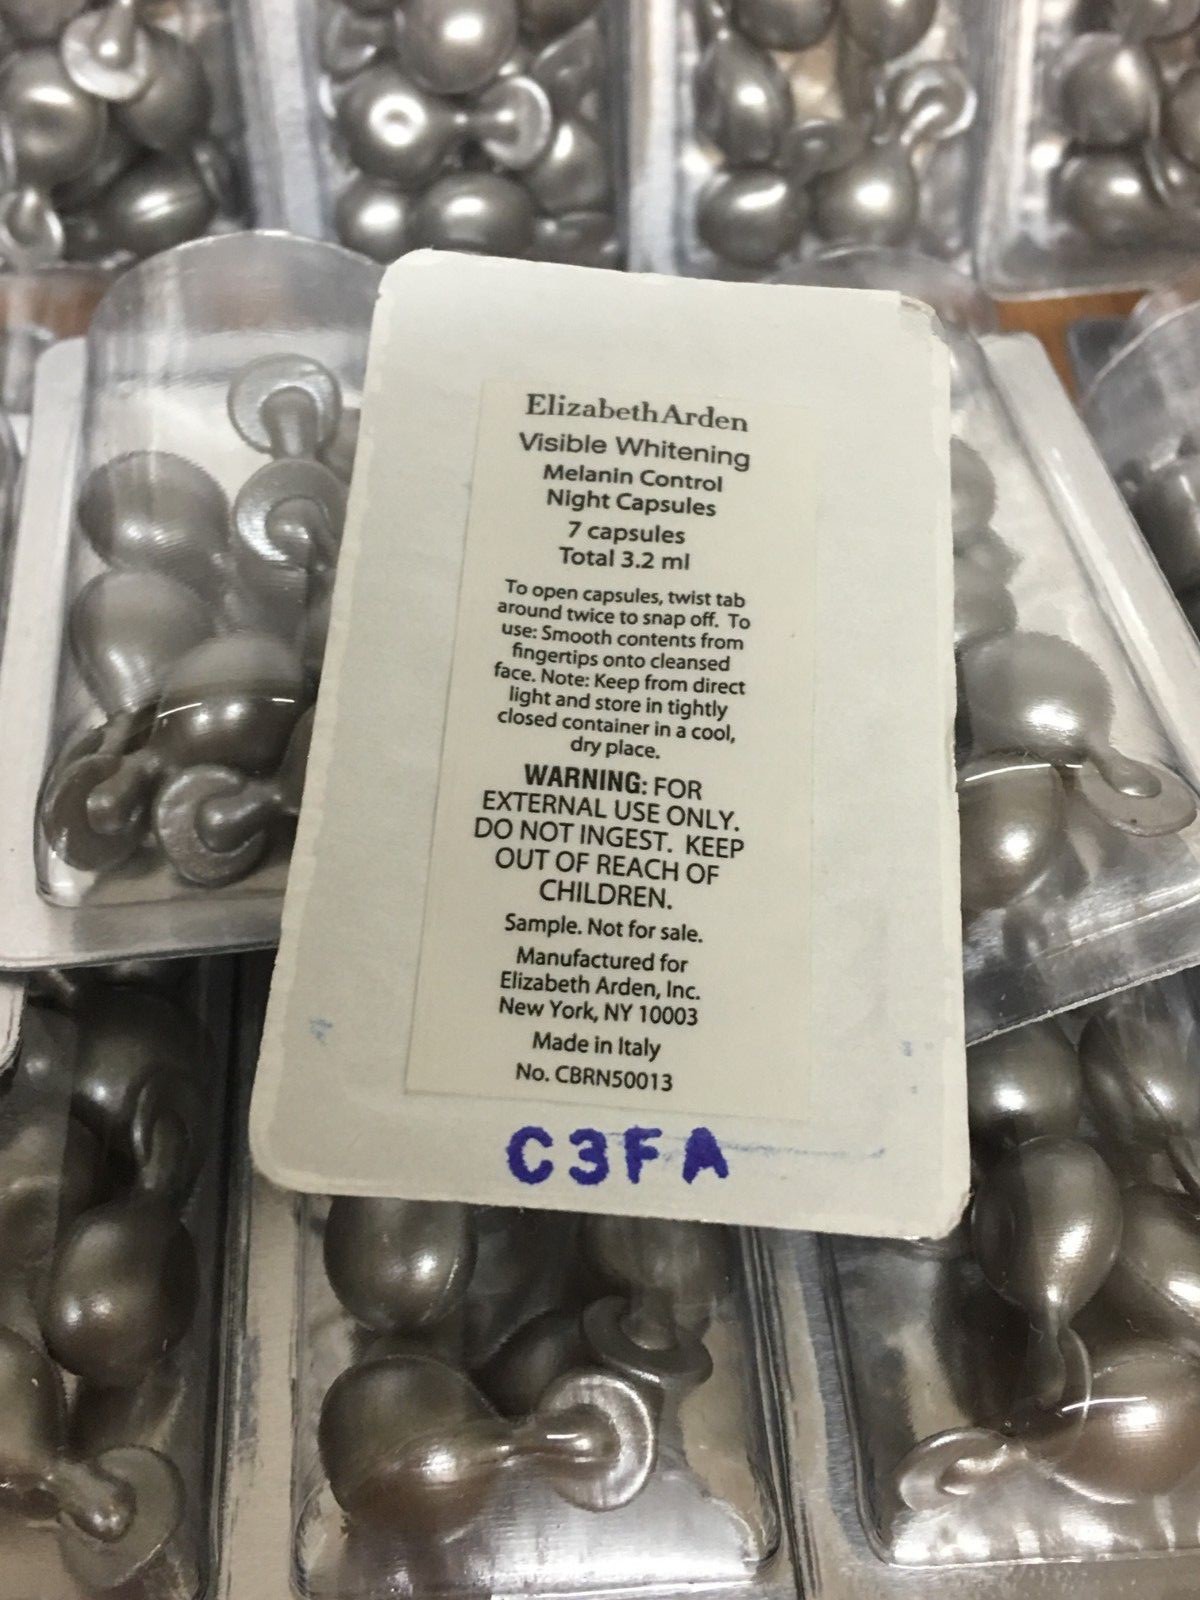 Elizabeth Arden
Visible Whitening
Melanin Control
Night Capsules
7 capsules
Total 3.2 ml
To open capsules, twist tab
around twice to snap off. To
use: Smooth contents from
fingertips onto cleansed
face. Note: Keep from direct
light and store in tightly
closed container in a cool,
dry place.
WARNING: FOR
EXTERNAL USE ONLY.
DO NOT INGEST. KEEP
OUT OF REACH OF
CHILDREN.
Sample. Not for sale.
Manufactured for
Elizabeth Arden, Inc.
New York, NY 10003
Made in Italy
No. CBRN50013
C3FA